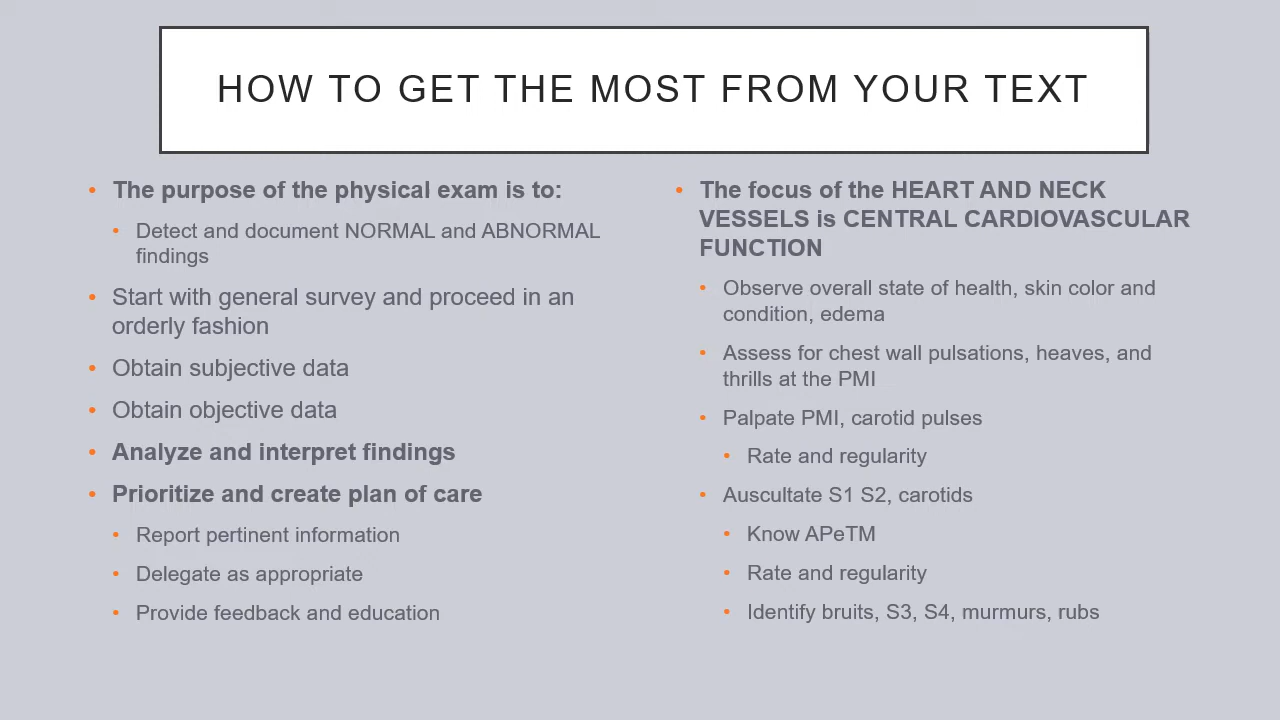 HOW TO GET THE MOST FROM YOUR TEXT
• The purpose of the physical exam is to:
• Detect and document NORMAL and ABNORMAL
findings
• Start with general survey and proceed in an
orderly fashion
• Obtain subjective data
• Obtain objective data
• Analyze and interpret findings
• Prioritize and create plan of care
• Report pertinent information
• Delegate as appropriate
• Provide feedback and education
• The focus of the HEART AND NECK
VESSELS is CENTRAL CARDIOVASCULAR
FUNCTION
• Observe overall state of health, skin color and
condition, edema
• Assess for chest wall pulsations, heaves, and
thrills at the PMI
• Palpate PMI, carotid pulses
• Rate and regularity
• Auscultate S1 S2, carotids
• Know APeTM
• Rate and regularity
• Identify bruits, S3, S4, murmurs, rubs